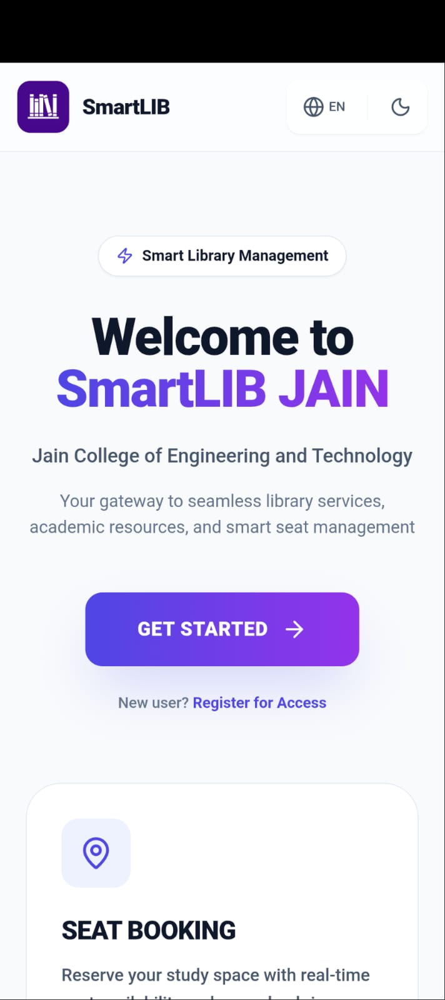 SmartLIB
EN
Smart Library Management
Welcome to
SmartLIB JAIN
Jain College of Engineering and Technology
Your gateway to seamless library services,
academic resources, and smart seat management
GET STARTED
New user? Register for Access
SEAT BOOKING
Reserve your study space with real-time